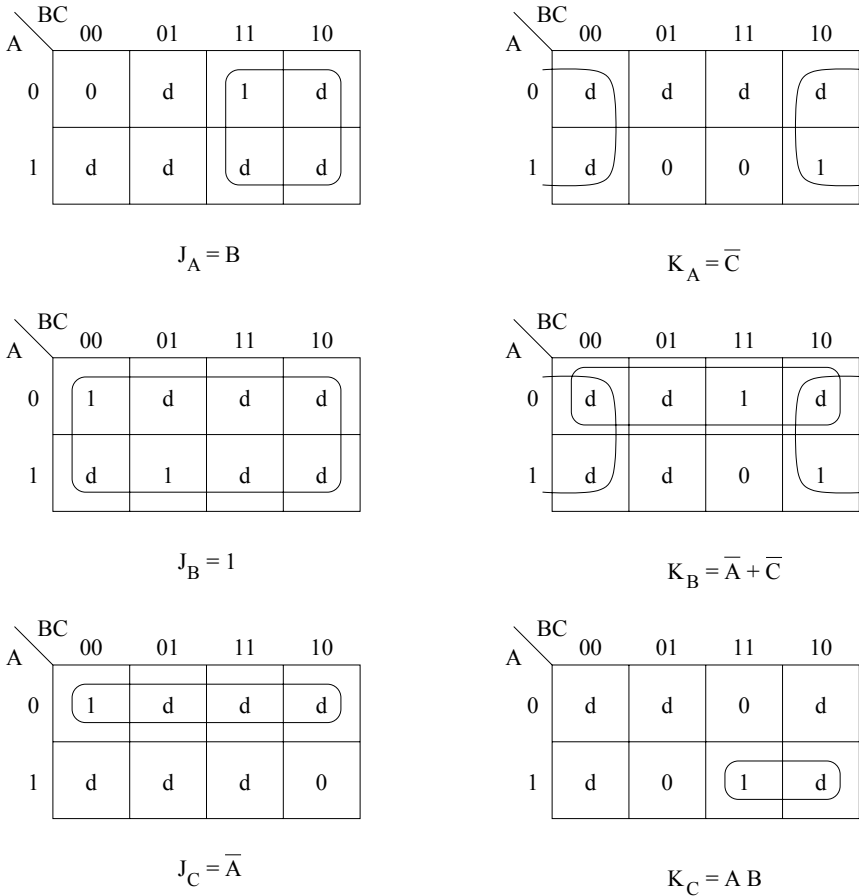 BC
A 00 01 11 10
0 0 d 1 d
1 d d d d
J_A = B
BC
A 00 01 11 10
0 d d d d
1 d 0 0 1
K_A = C̅
BC
A 00 01 11 10
0 1 d d d
1 d 1 d d
J_B = 1
BC
A 00 01 11 10
0 d d 1 d
1 d d 0 1
K_B = A̅ + C̅
BC
A 00 01 11 10
0 1 d d d
1 d d d 0
J_C = A̅
BC
A 00 01 11 10
0 d d 0 d
1 d 0 1 d
K_C = A B